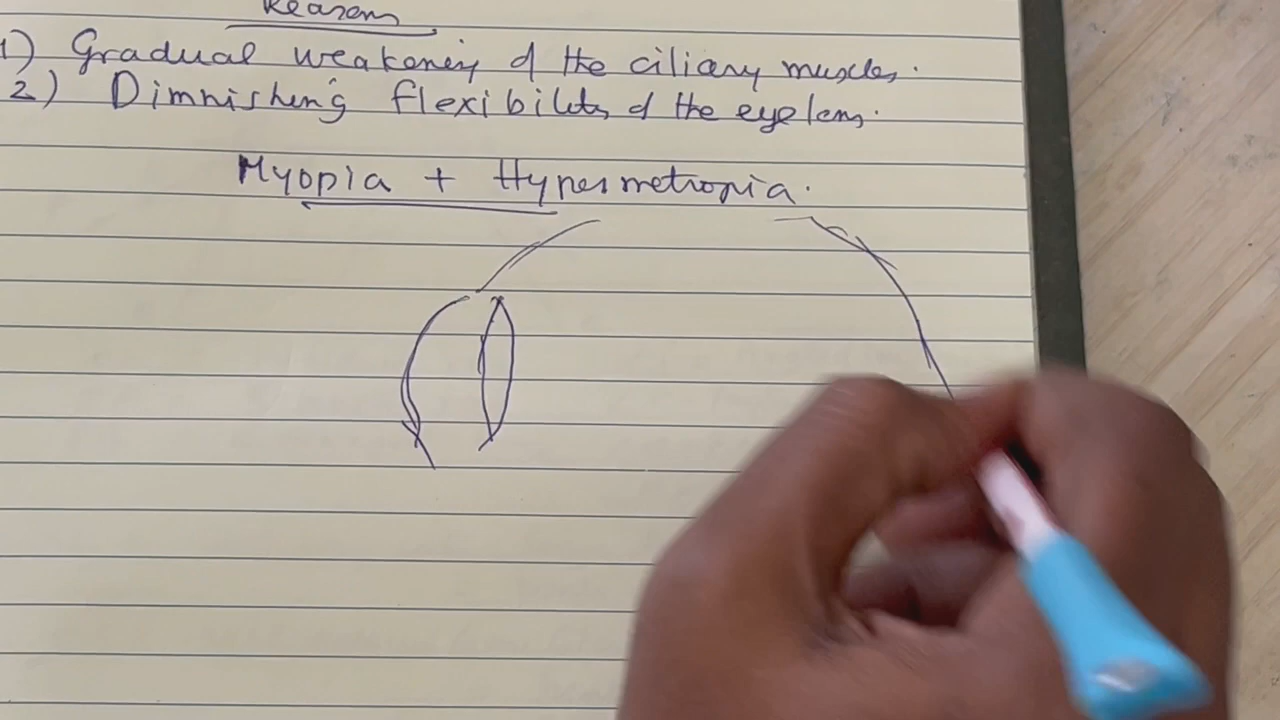 Reasons
1) Gradual weakening of the ciliary muscles.
2) Diminishing flexibility of the eye lens.
Myopia + Hypermetropia.